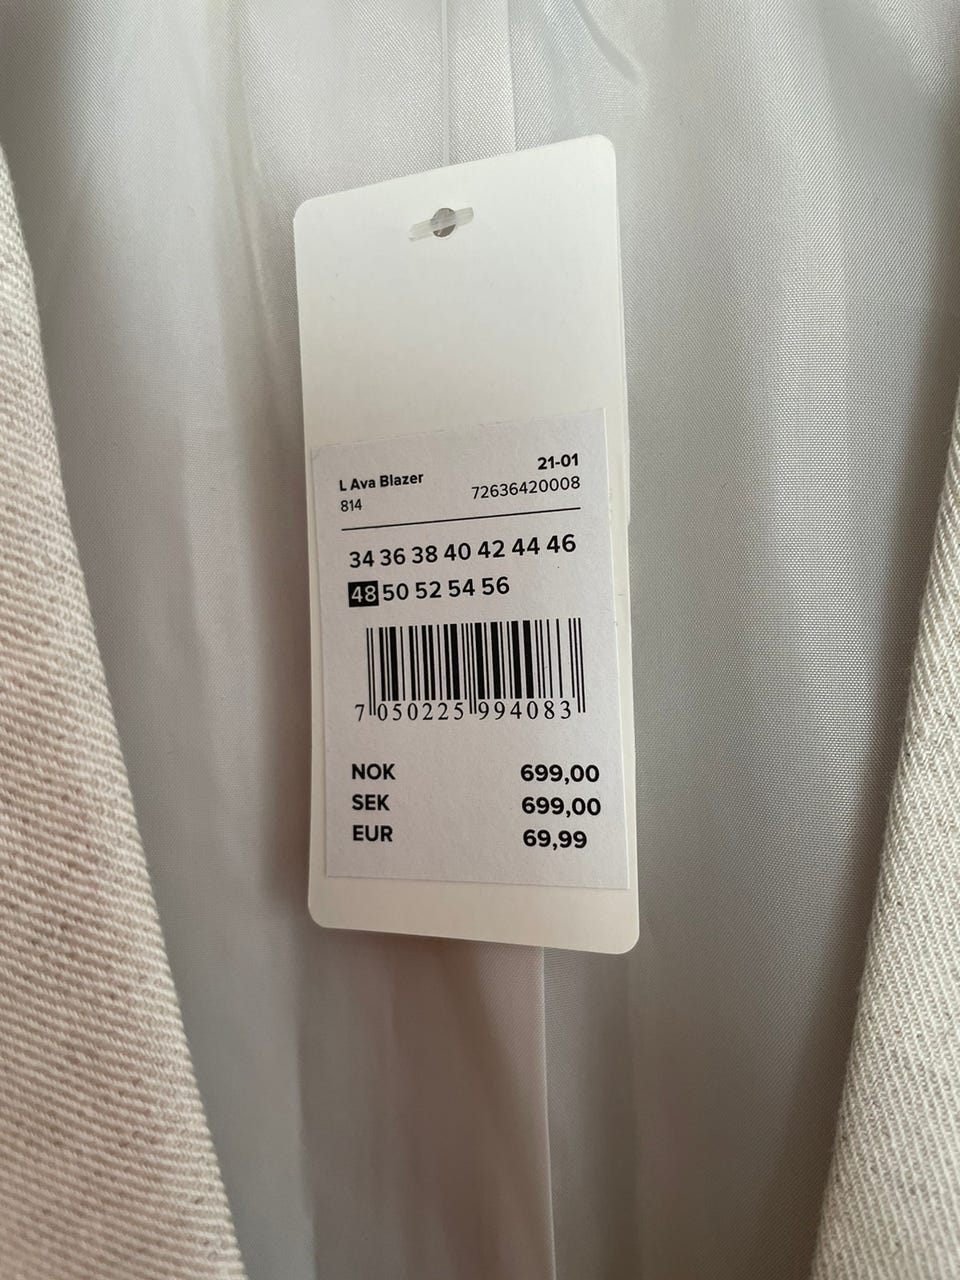 L Ava Blazer 21-01
814 72636420008
34 36 38 40 42 44 46
48 50 52 54 56
7 050225 994083
NOK 699,00
SEK 699,00
EUR 69,99